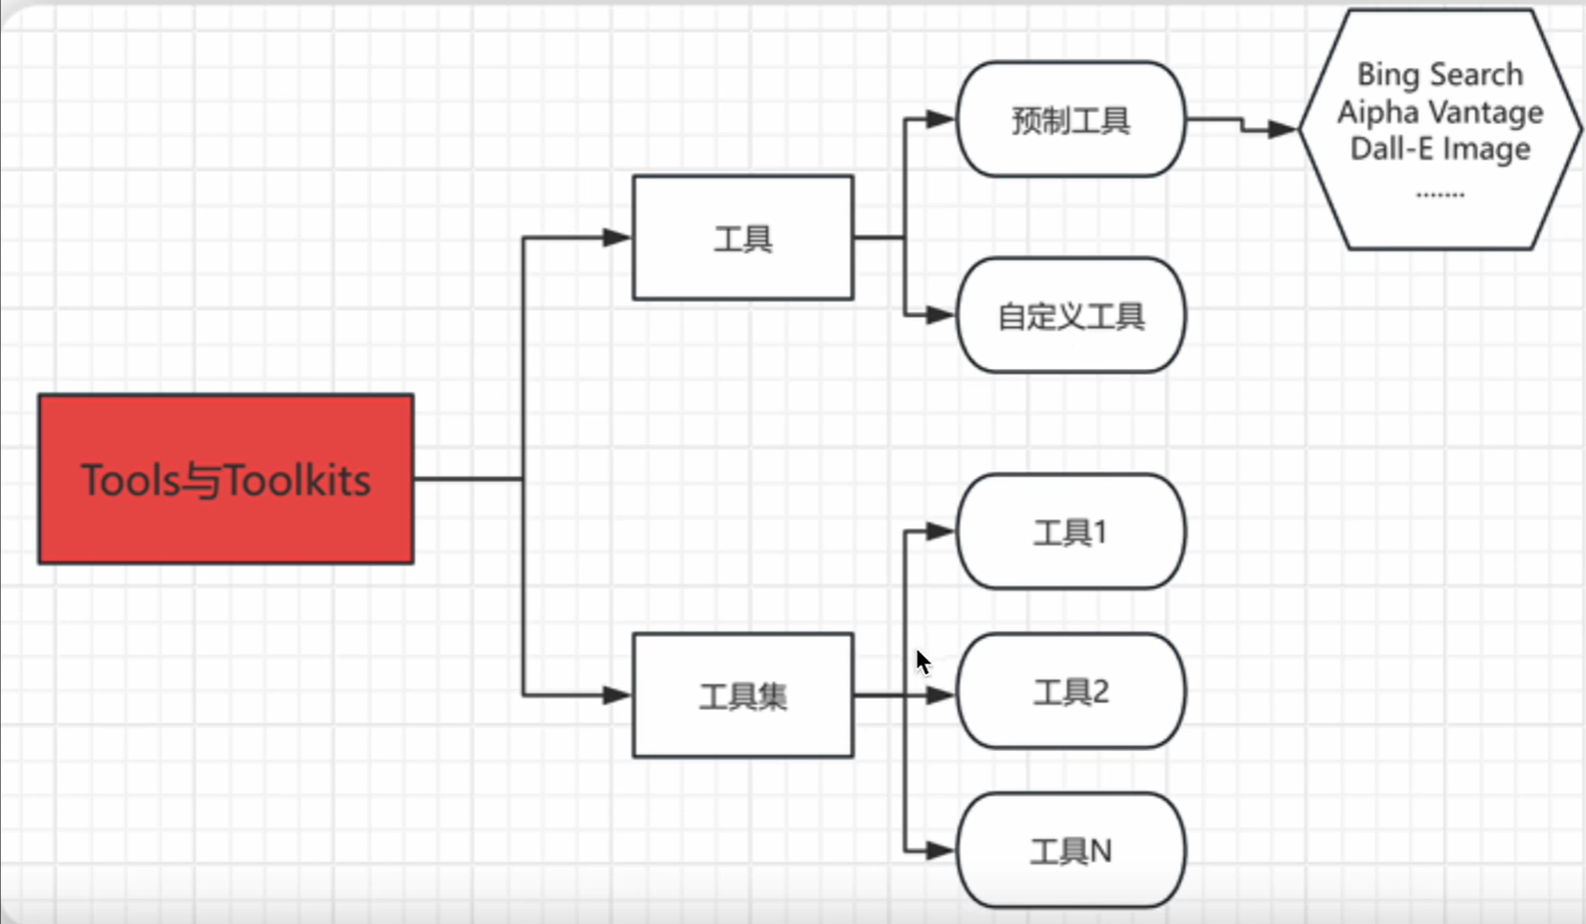 Tools与Toolkits
工具
预制工具
Bing Search
Aipha Vantage
Dall-E Image
.......
自定义工具
工具集
工具1
工具2
工具N